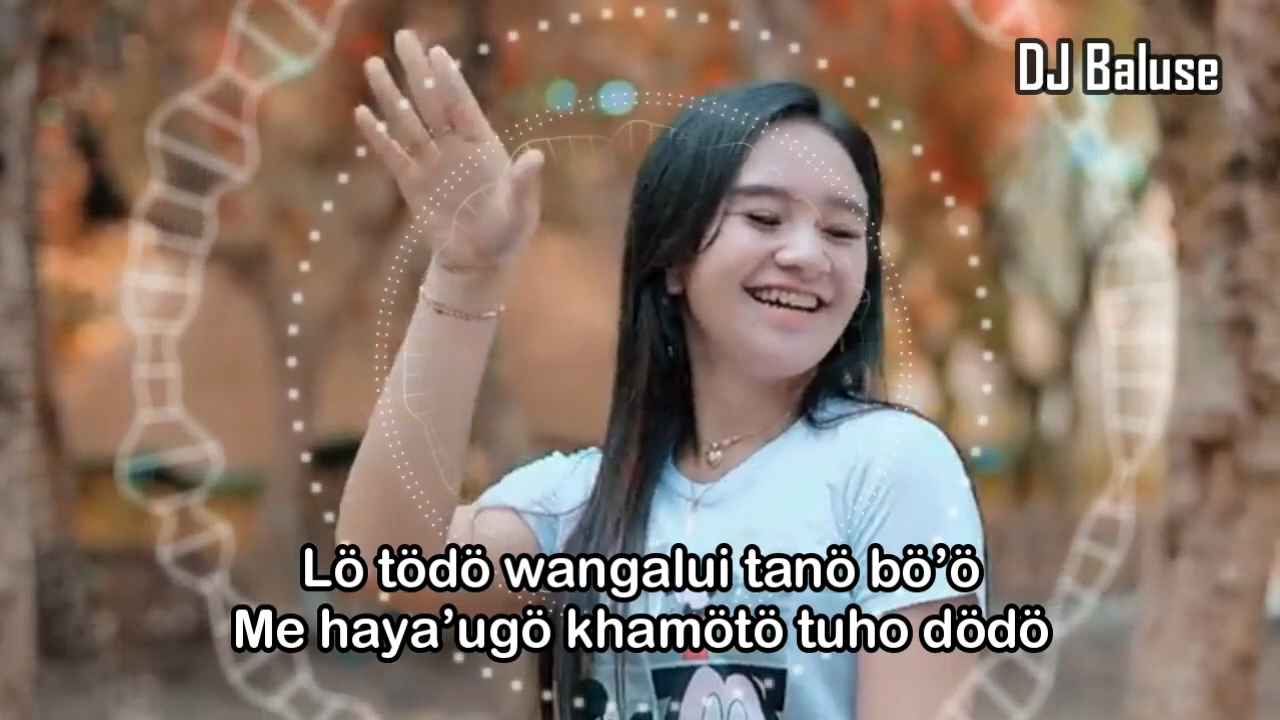 DJ Baluse
Lö tödö wangalui tanö bö’ö
Me haya’ugö khamötö tuho dödö